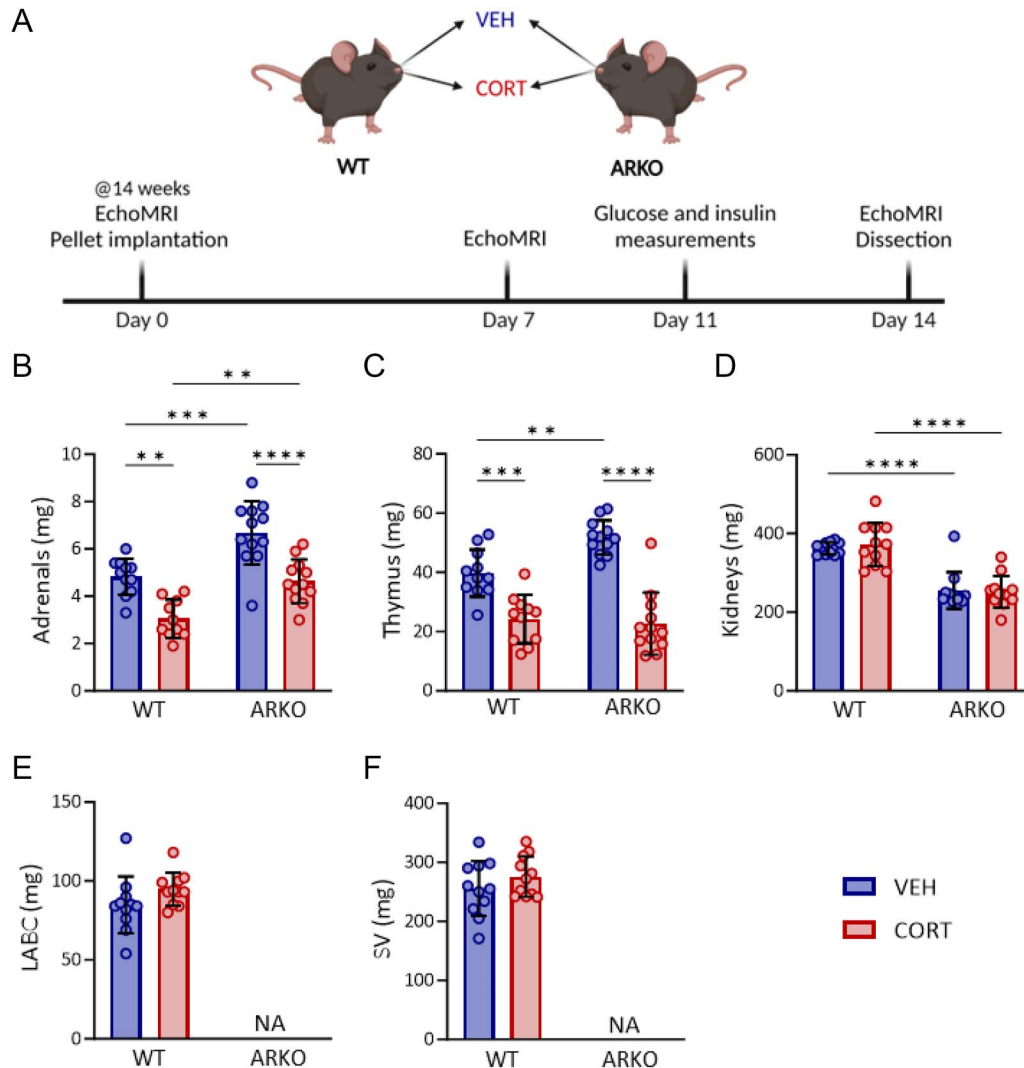 A
VEH
CORT
WT
ARKO
@14 weeks
EchoMRI
Pellet implantation
EchoMRI
Glucose and insulin
measurements
EchoMRI
Dissection
Day 0
Day 7
Day 11
Day 14
B
**
***
**
****
10
8
6
4
2
0
Adrenals (mg)
WT
ARKO
C
**
***
****
80
60
40
20
0
Thymus (mg)
WT
ARKO
D
****
****
600
400
200
0
Kidneys (mg)
WT
ARKO
E
150
100
50
0
LABC (mg)
NA
WT
ARKO
F
400
300
200
100
0
SV (mg)
NA
WT
ARKO
VEH
CORT